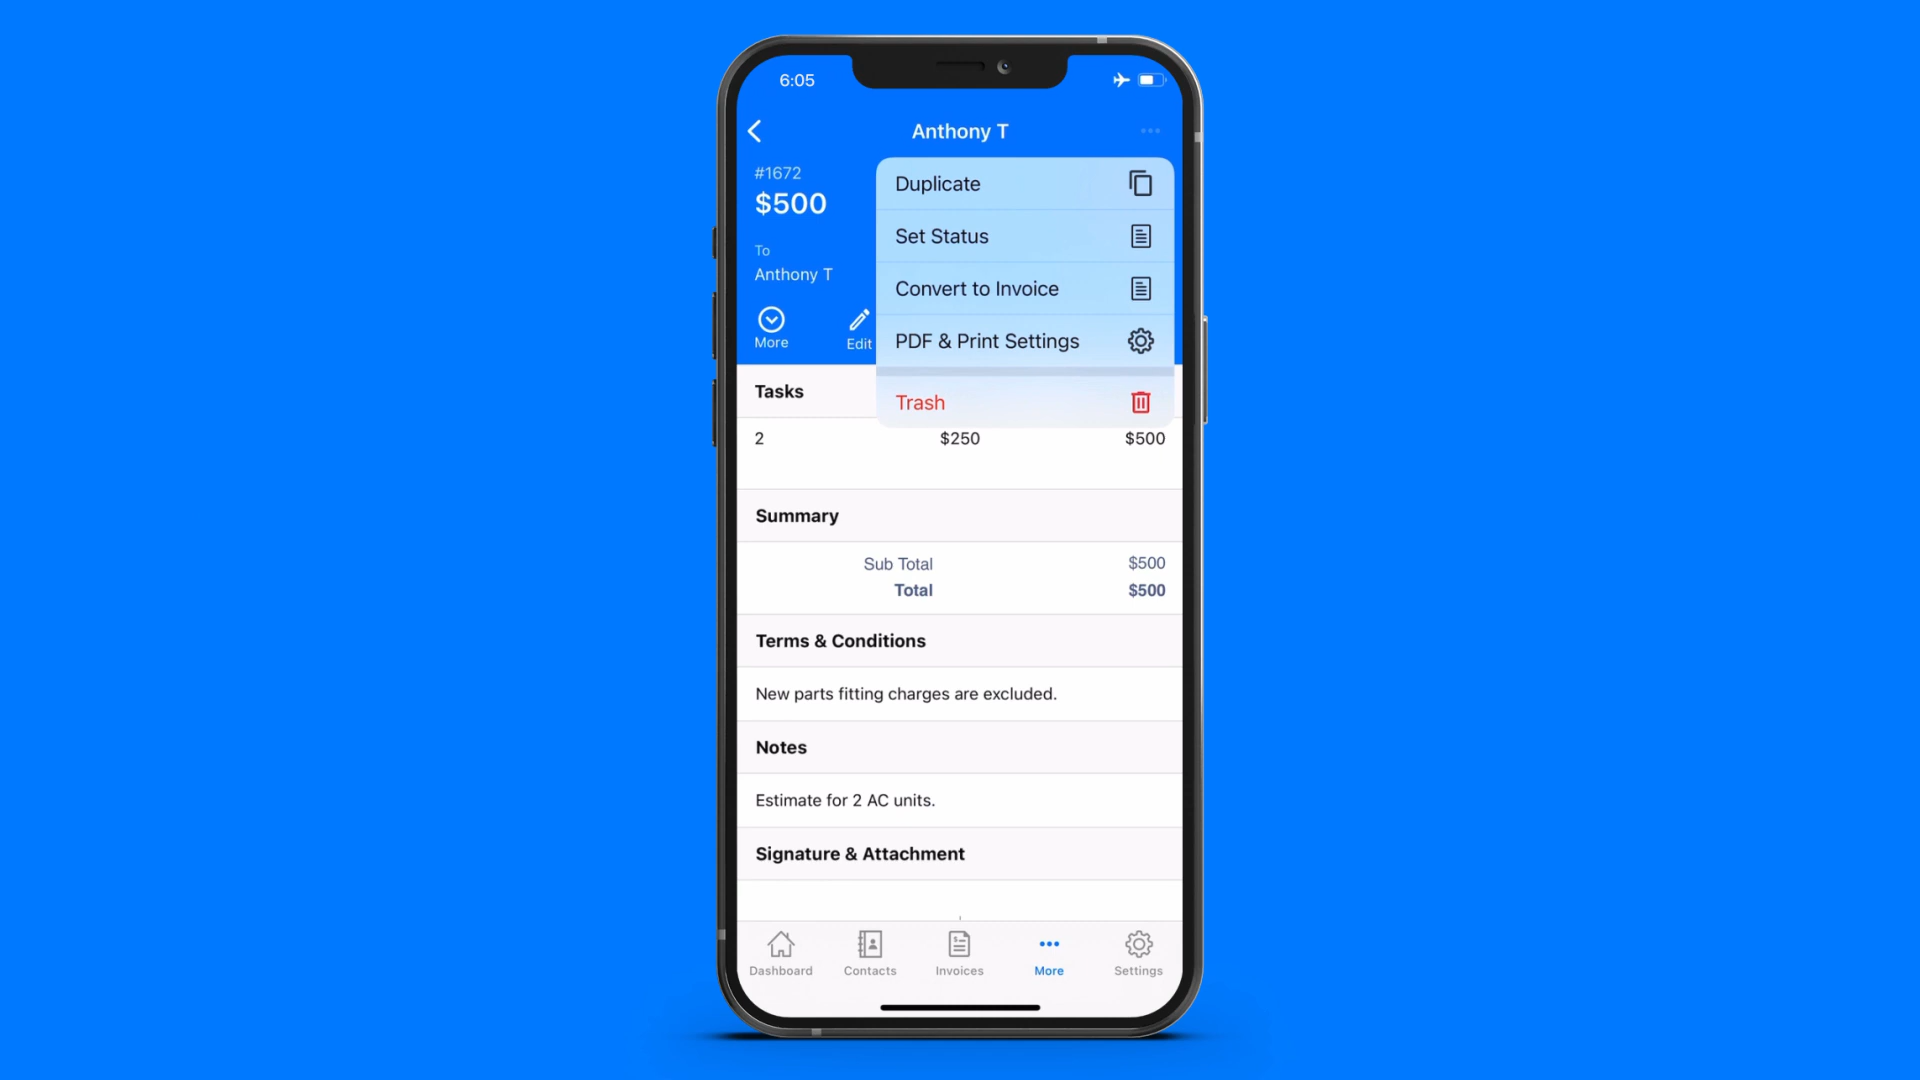 6:05
Anthony T
#1672
$500
To
Anthony T
More
Edit
Duplicate
Set Status
Convert to Invoice
PDF & Print Settings
Trash
Tasks
2 $250 $500
Summary
Sub Total $500
Total $500
Terms & Conditions
New parts fitting charges are excluded.
Notes
Estimate for 2 AC units.
Signature & Attachment
Dashboard Contacts Invoices More Settings